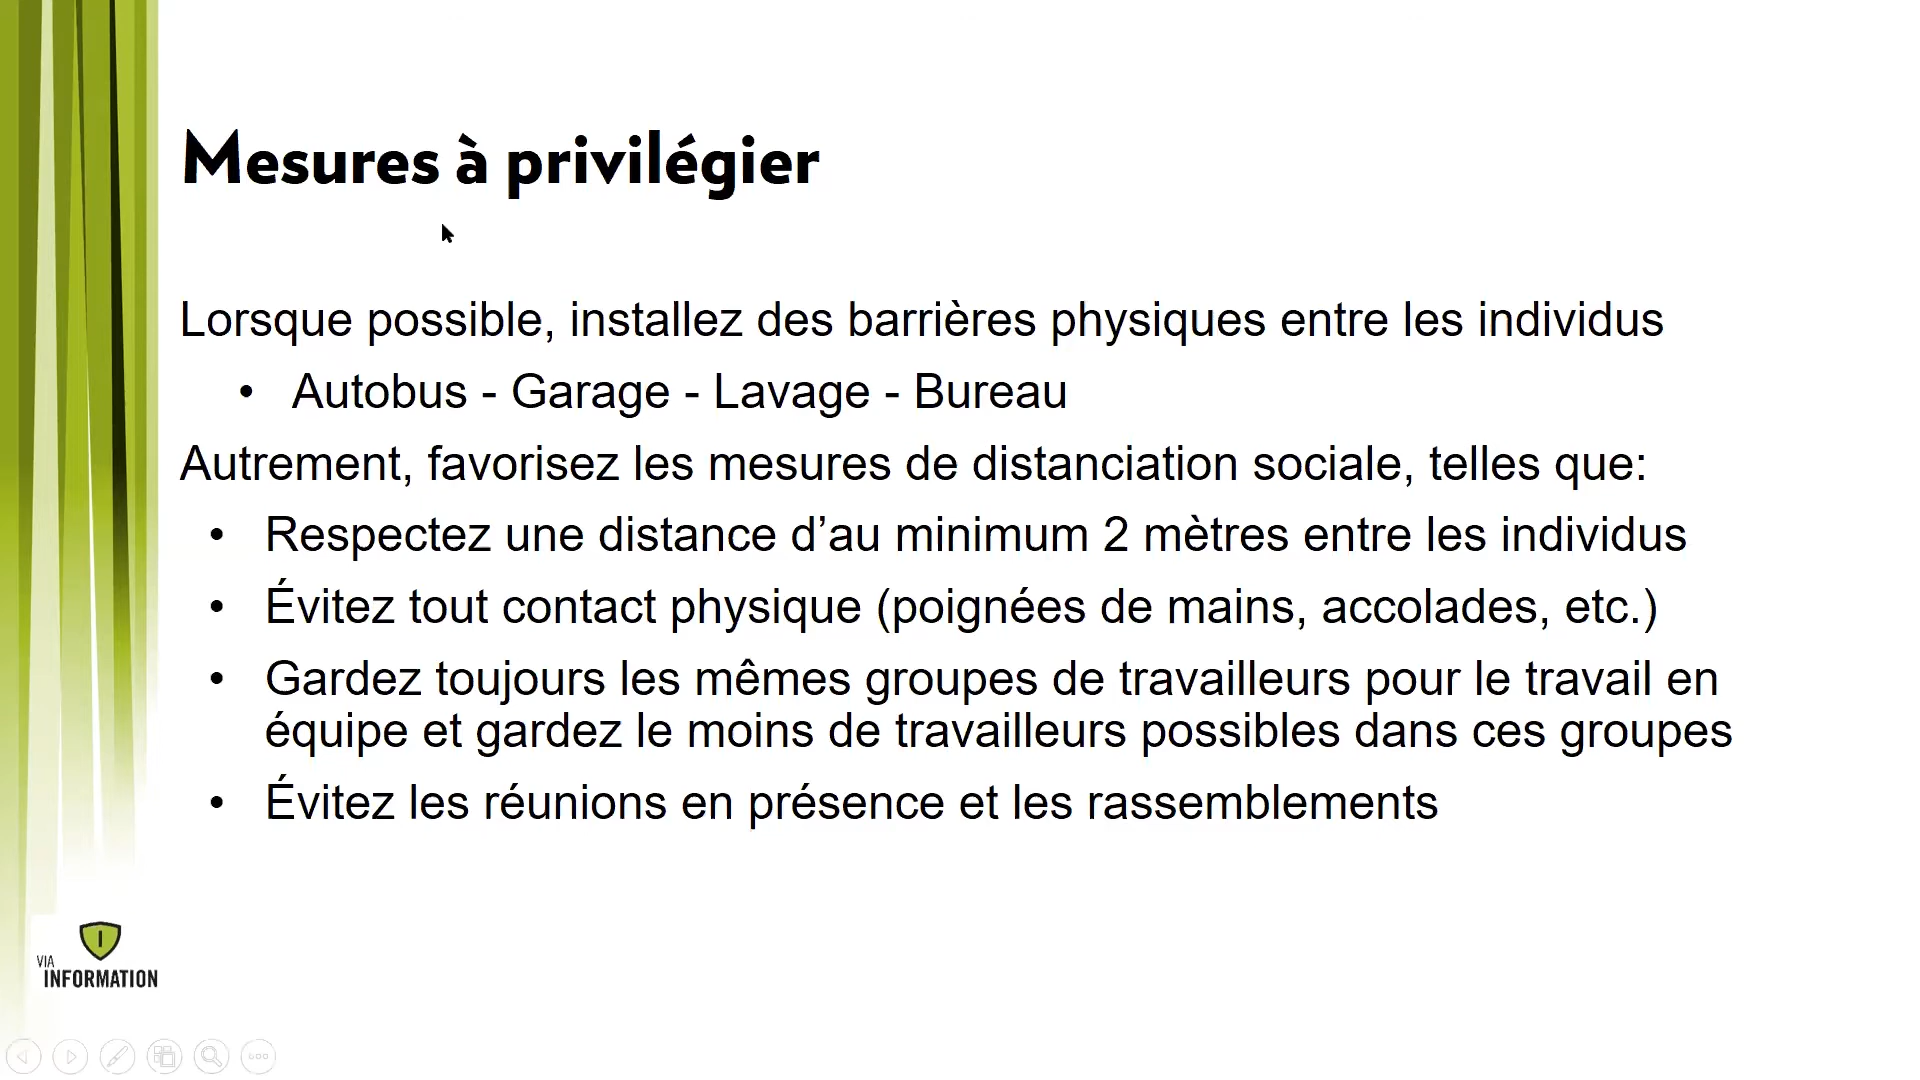 Mesures à privilégier
Lorsque possible, installez des barrières physiques entre les individus
• Autobus - Garage - Lavage - Bureau
Autrement, favorisez les mesures de distanciation sociale, telles que:
• Respectez une distance d’au minimum 2 mètres entre les individus
• Évitez tout contact physique (poignées de mains, accolades, etc.)
• Gardez toujours les mêmes groupes de travailleurs pour le travail en
équipe et gardez le moins de travailleurs possibles dans ces groupes
• Évitez les réunions en présence et les rassemblements
I
VIA
INFORMATION